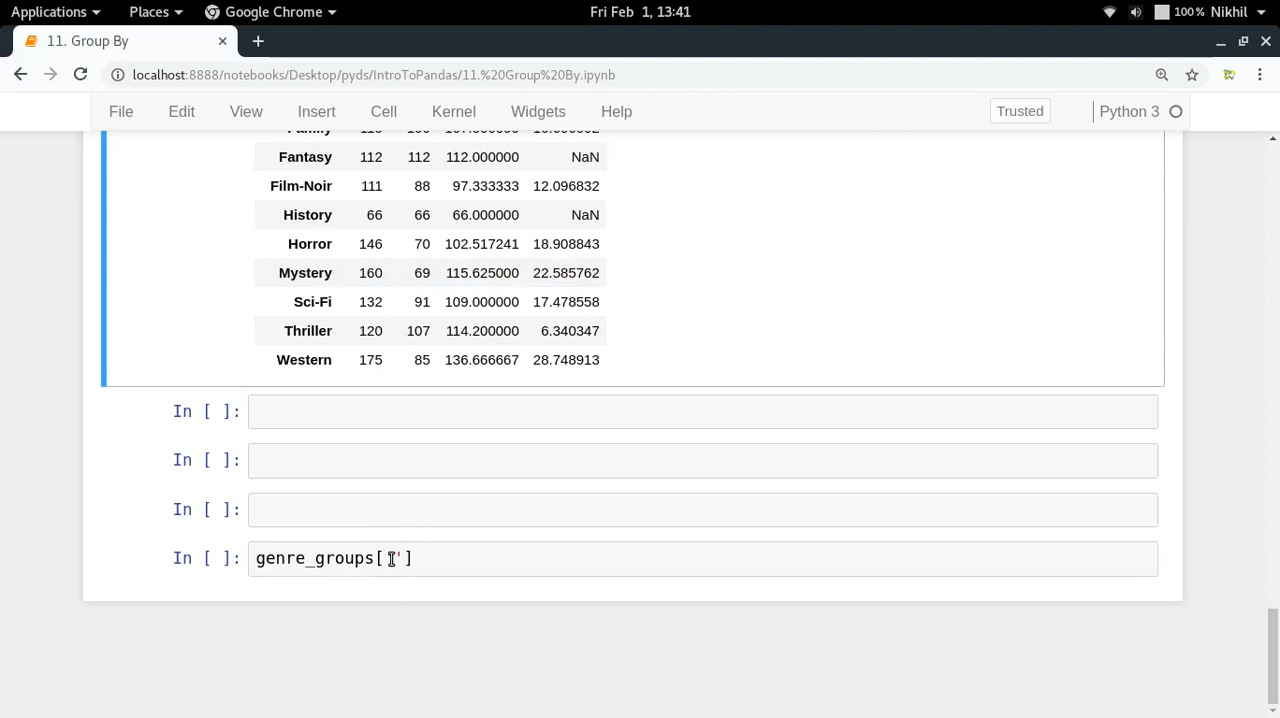 Applications Places Google Chrome Fri Feb 1, 13:41 100% Nikhil
11. Group By
localhost:8888/notebooks/Desktop/pyds/IntroToPandas/11.%20Group%20By.ipynb
File Edit View Insert Cell Kernel Widgets Help Trusted Python 3
Fantasy 112 112 112.000000 NaN
Film-Noir 111 88 97.333333 12.096832
History 66 66 66.000000 NaN
Horror 146 70 102.517241 18.908843
Mystery 160 69 115.625000 22.585762
Sci-Fi 132 91 109.000000 17.478558
Thriller 120 107 114.200000 6.340347
Western 175 85 136.666667 28.748913
In [ ]:
In [ ]:
In [ ]:
In [ ]: genre_groups['']